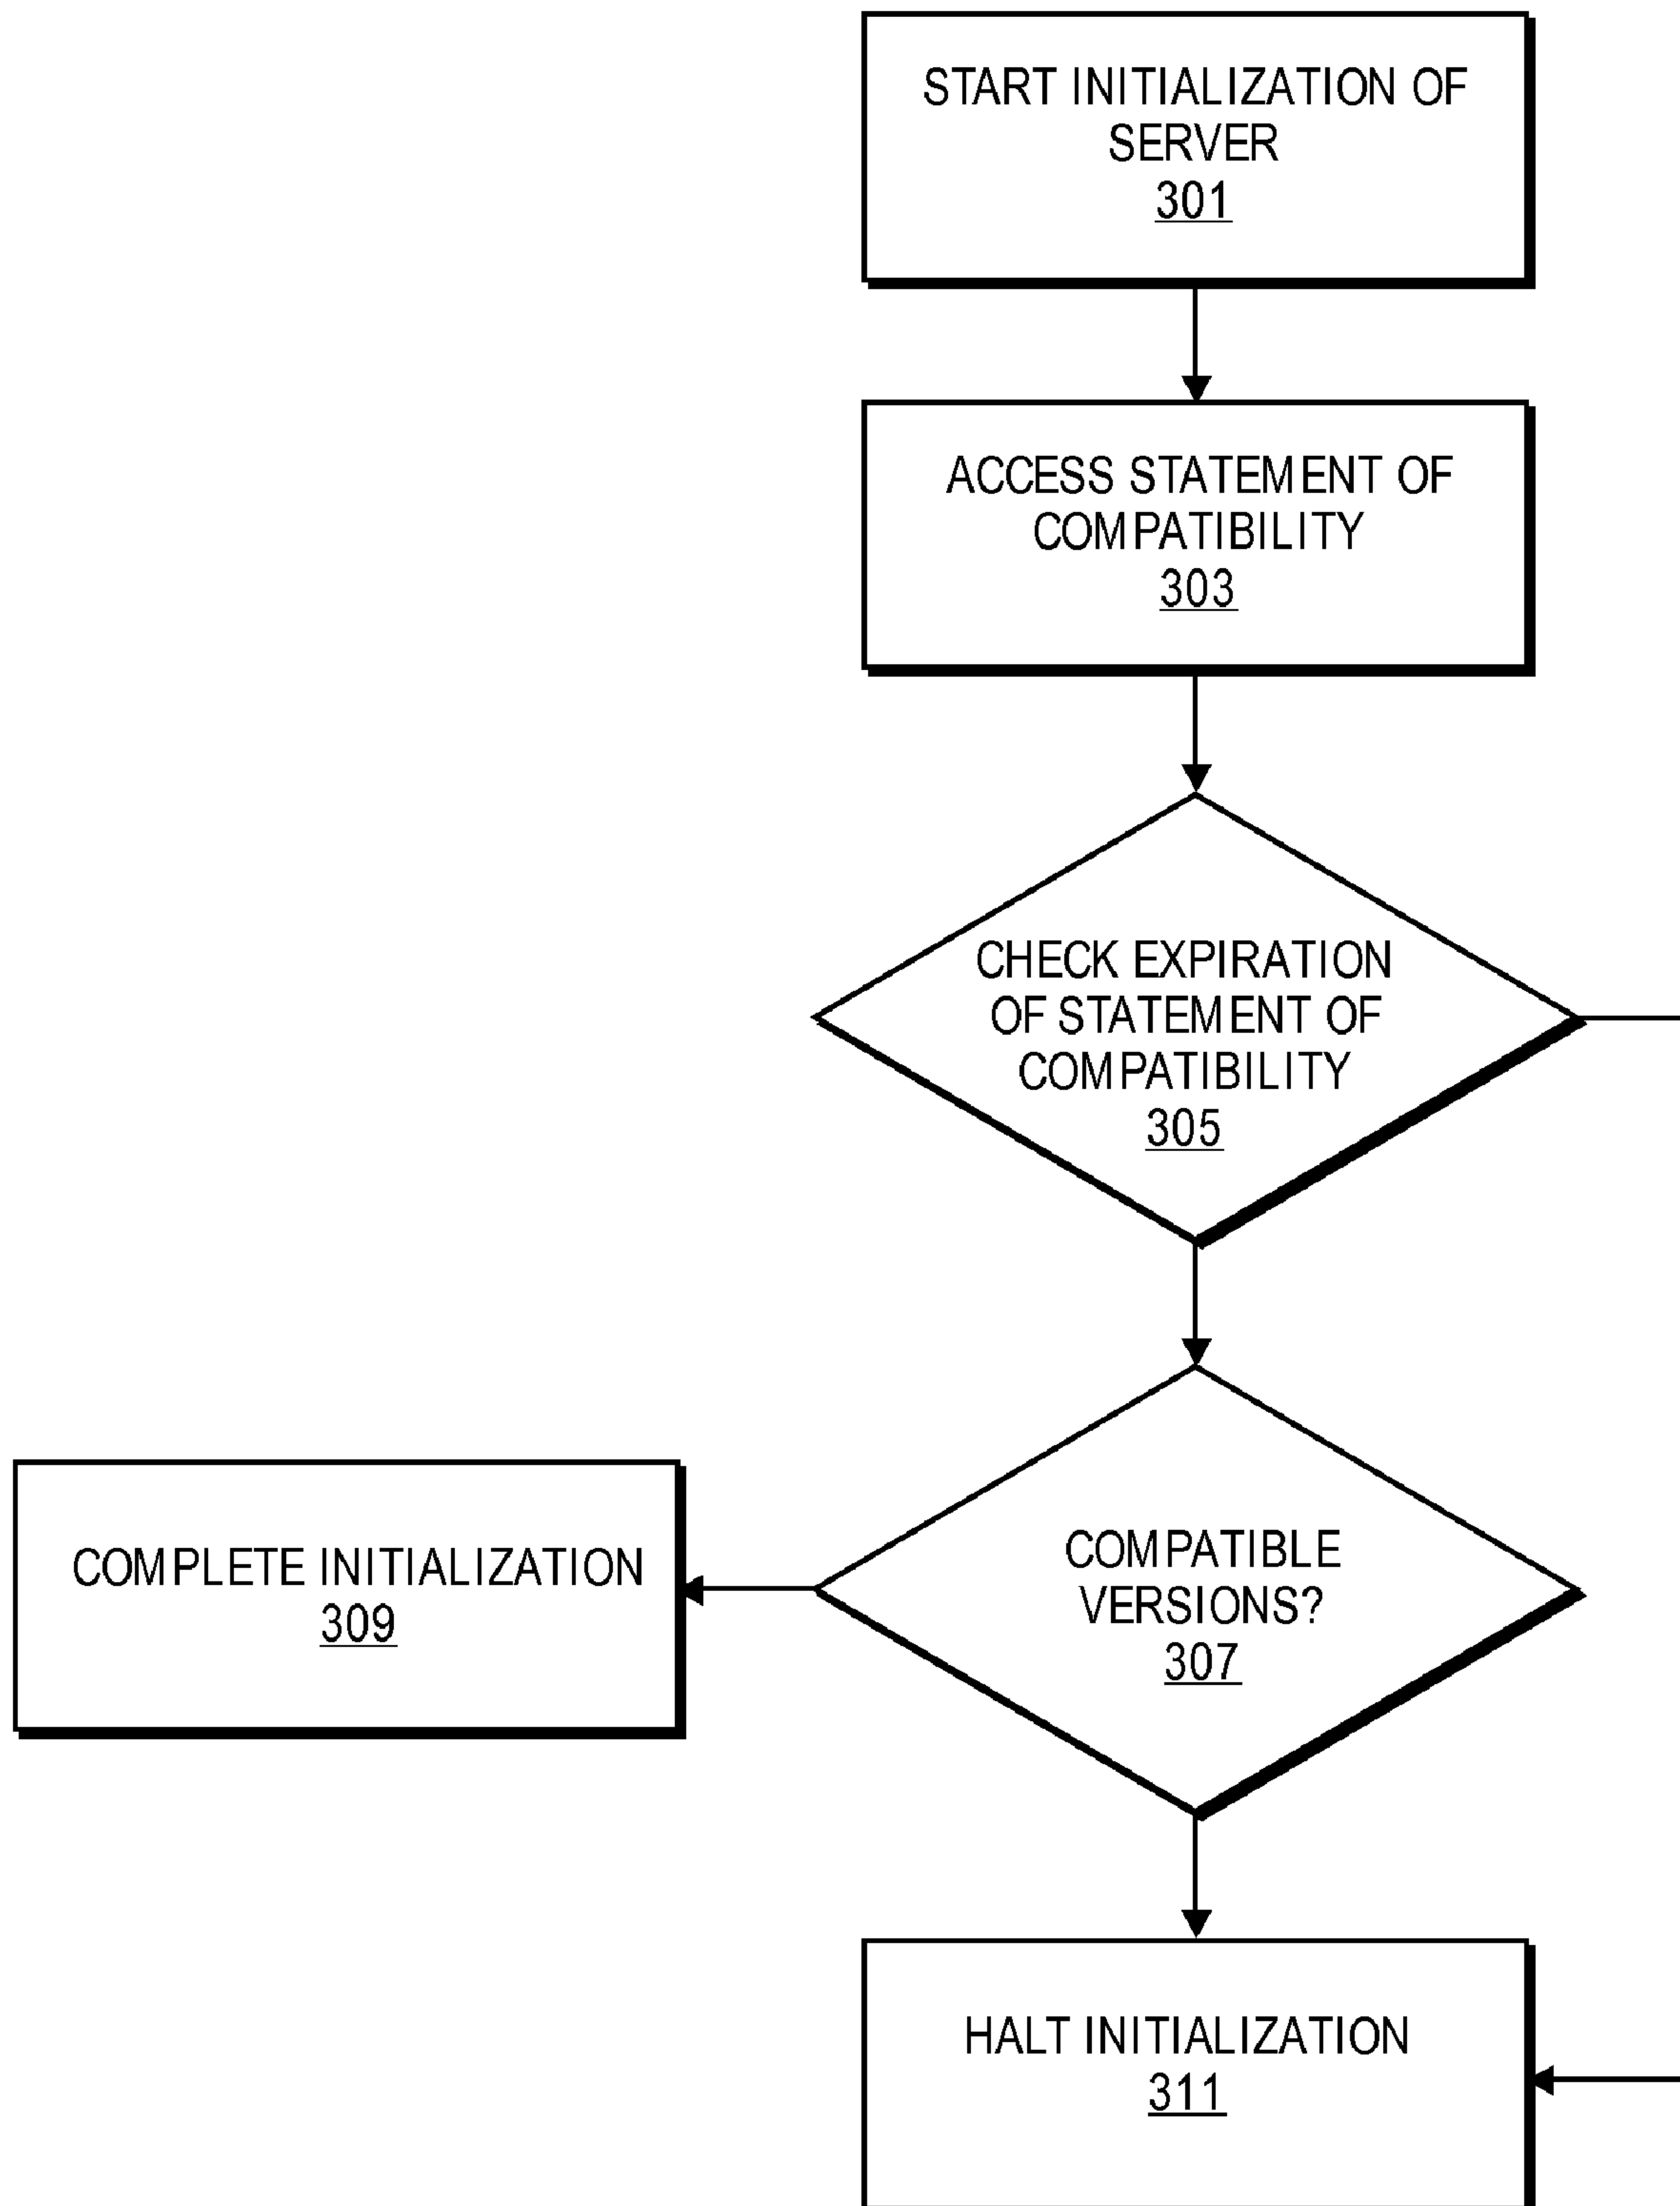 START INITIALIZATION OF
SERVER
301
ACCESS STATEMENT OF
COMPATIBILITY
303
CHECK EXPIRATION
OF STATEMENT OF
COMPATIBILITY
305
COMPATIBLE
VERSIONS?
307
COMPLETE INITIALIZATION
309
HALT INITIALIZATION
311